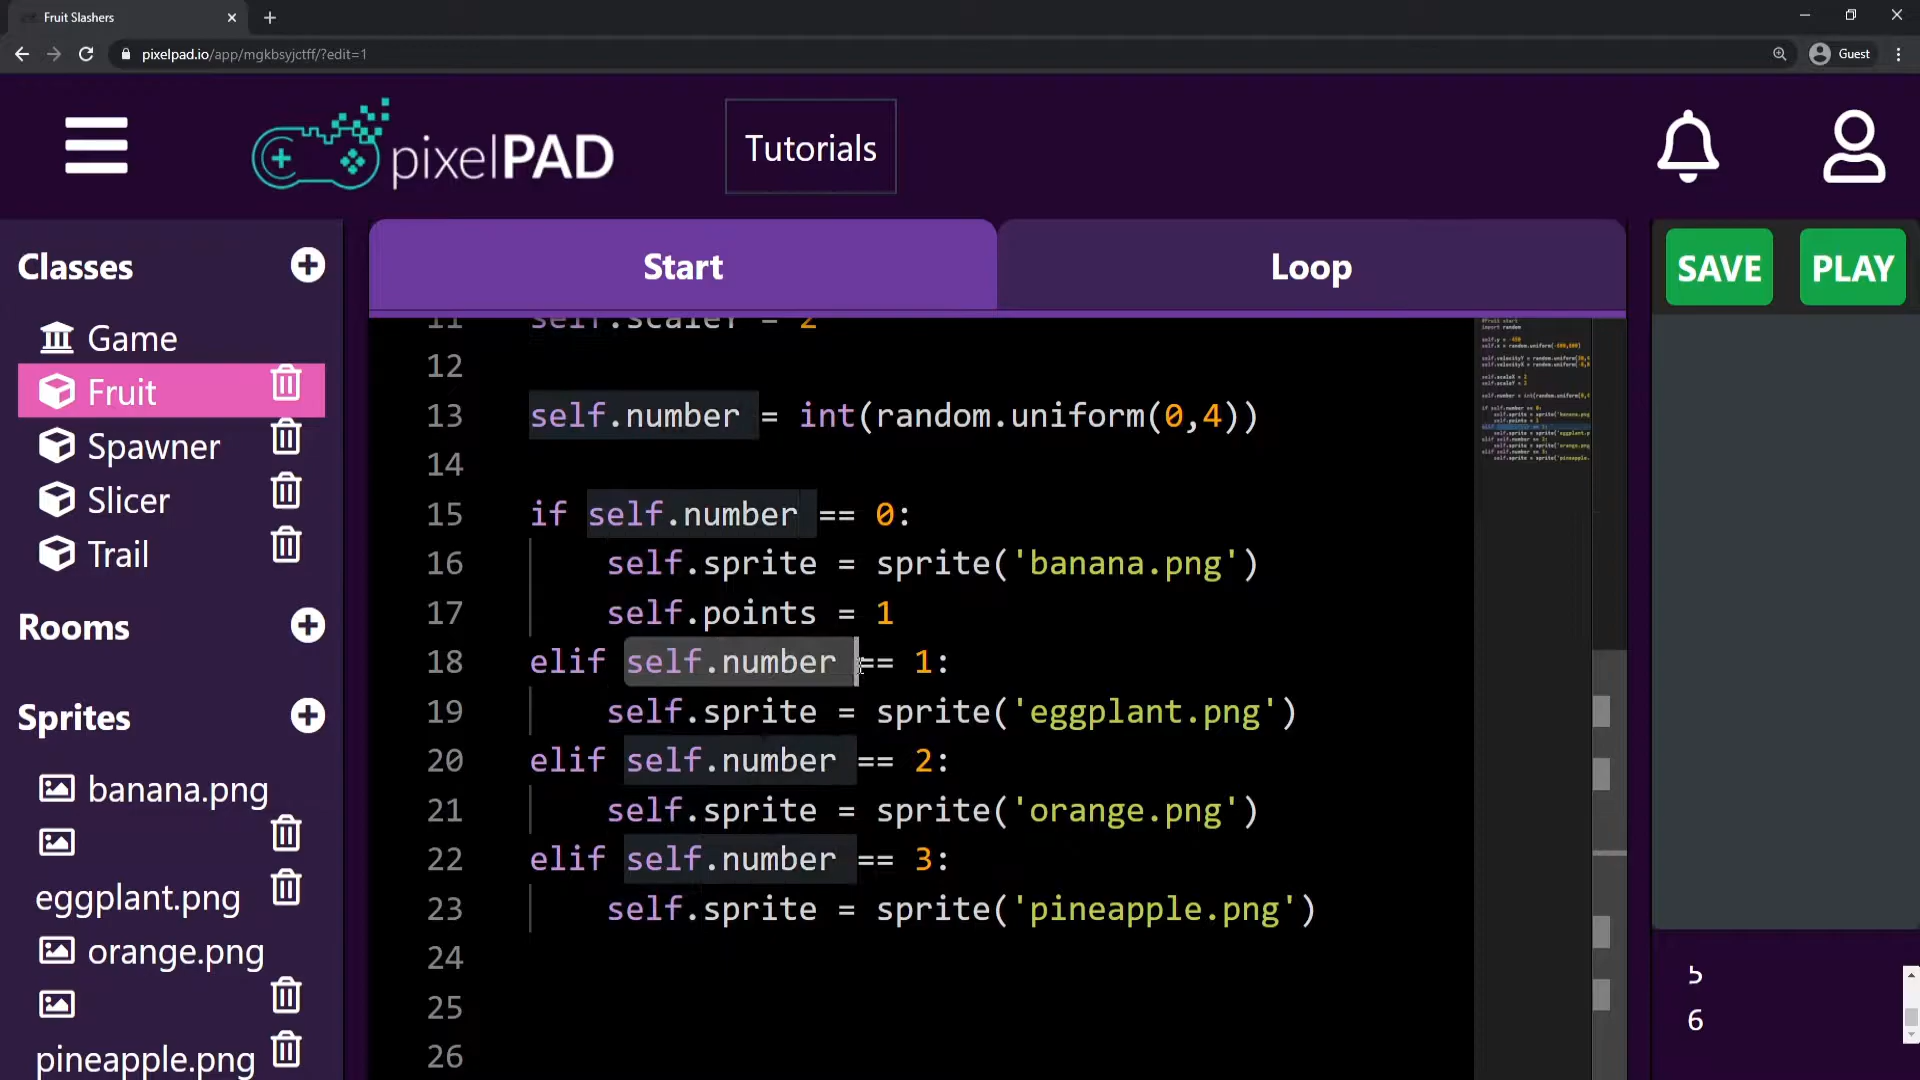 Fruit Slashers
pixelpad.io/app/mgkbsyjctff/?edit=1
Guest
pixelPAD
Tutorials
Classes
Game
Fruit
Spawner
Slicer
Trail
Rooms
Sprites
banana.png
eggplant.png
orange.png
pineapple.png
Start
Loop
SAVE
PLAY
11 self.scaleY = 2
12
13 self.number = int(random.uniform(0,4))
14
15 if self.number == 0:
16 self.sprite = sprite('banana.png')
17 self.points = 1
18 elif self.number == 1:
19 self.sprite = sprite('eggplant.png')
20 elif self.number == 2:
21 self.sprite = sprite('orange.png')
22 elif self.number == 3:
23 self.sprite = sprite('pineapple.png')
24
25
26
5
6